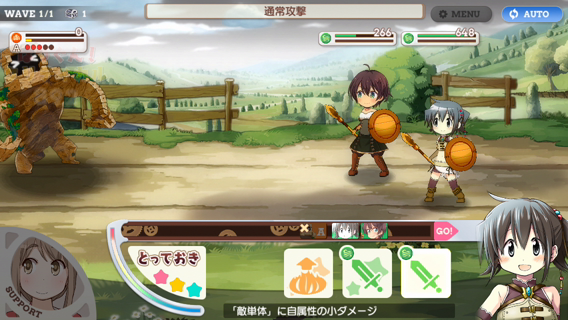 WAVE 1/1 1
通常攻撃
MENU
AUTO
0
A
266
648
GO!
とっておき
SUPPORT
「敵単体」に自属性の小ダメージ